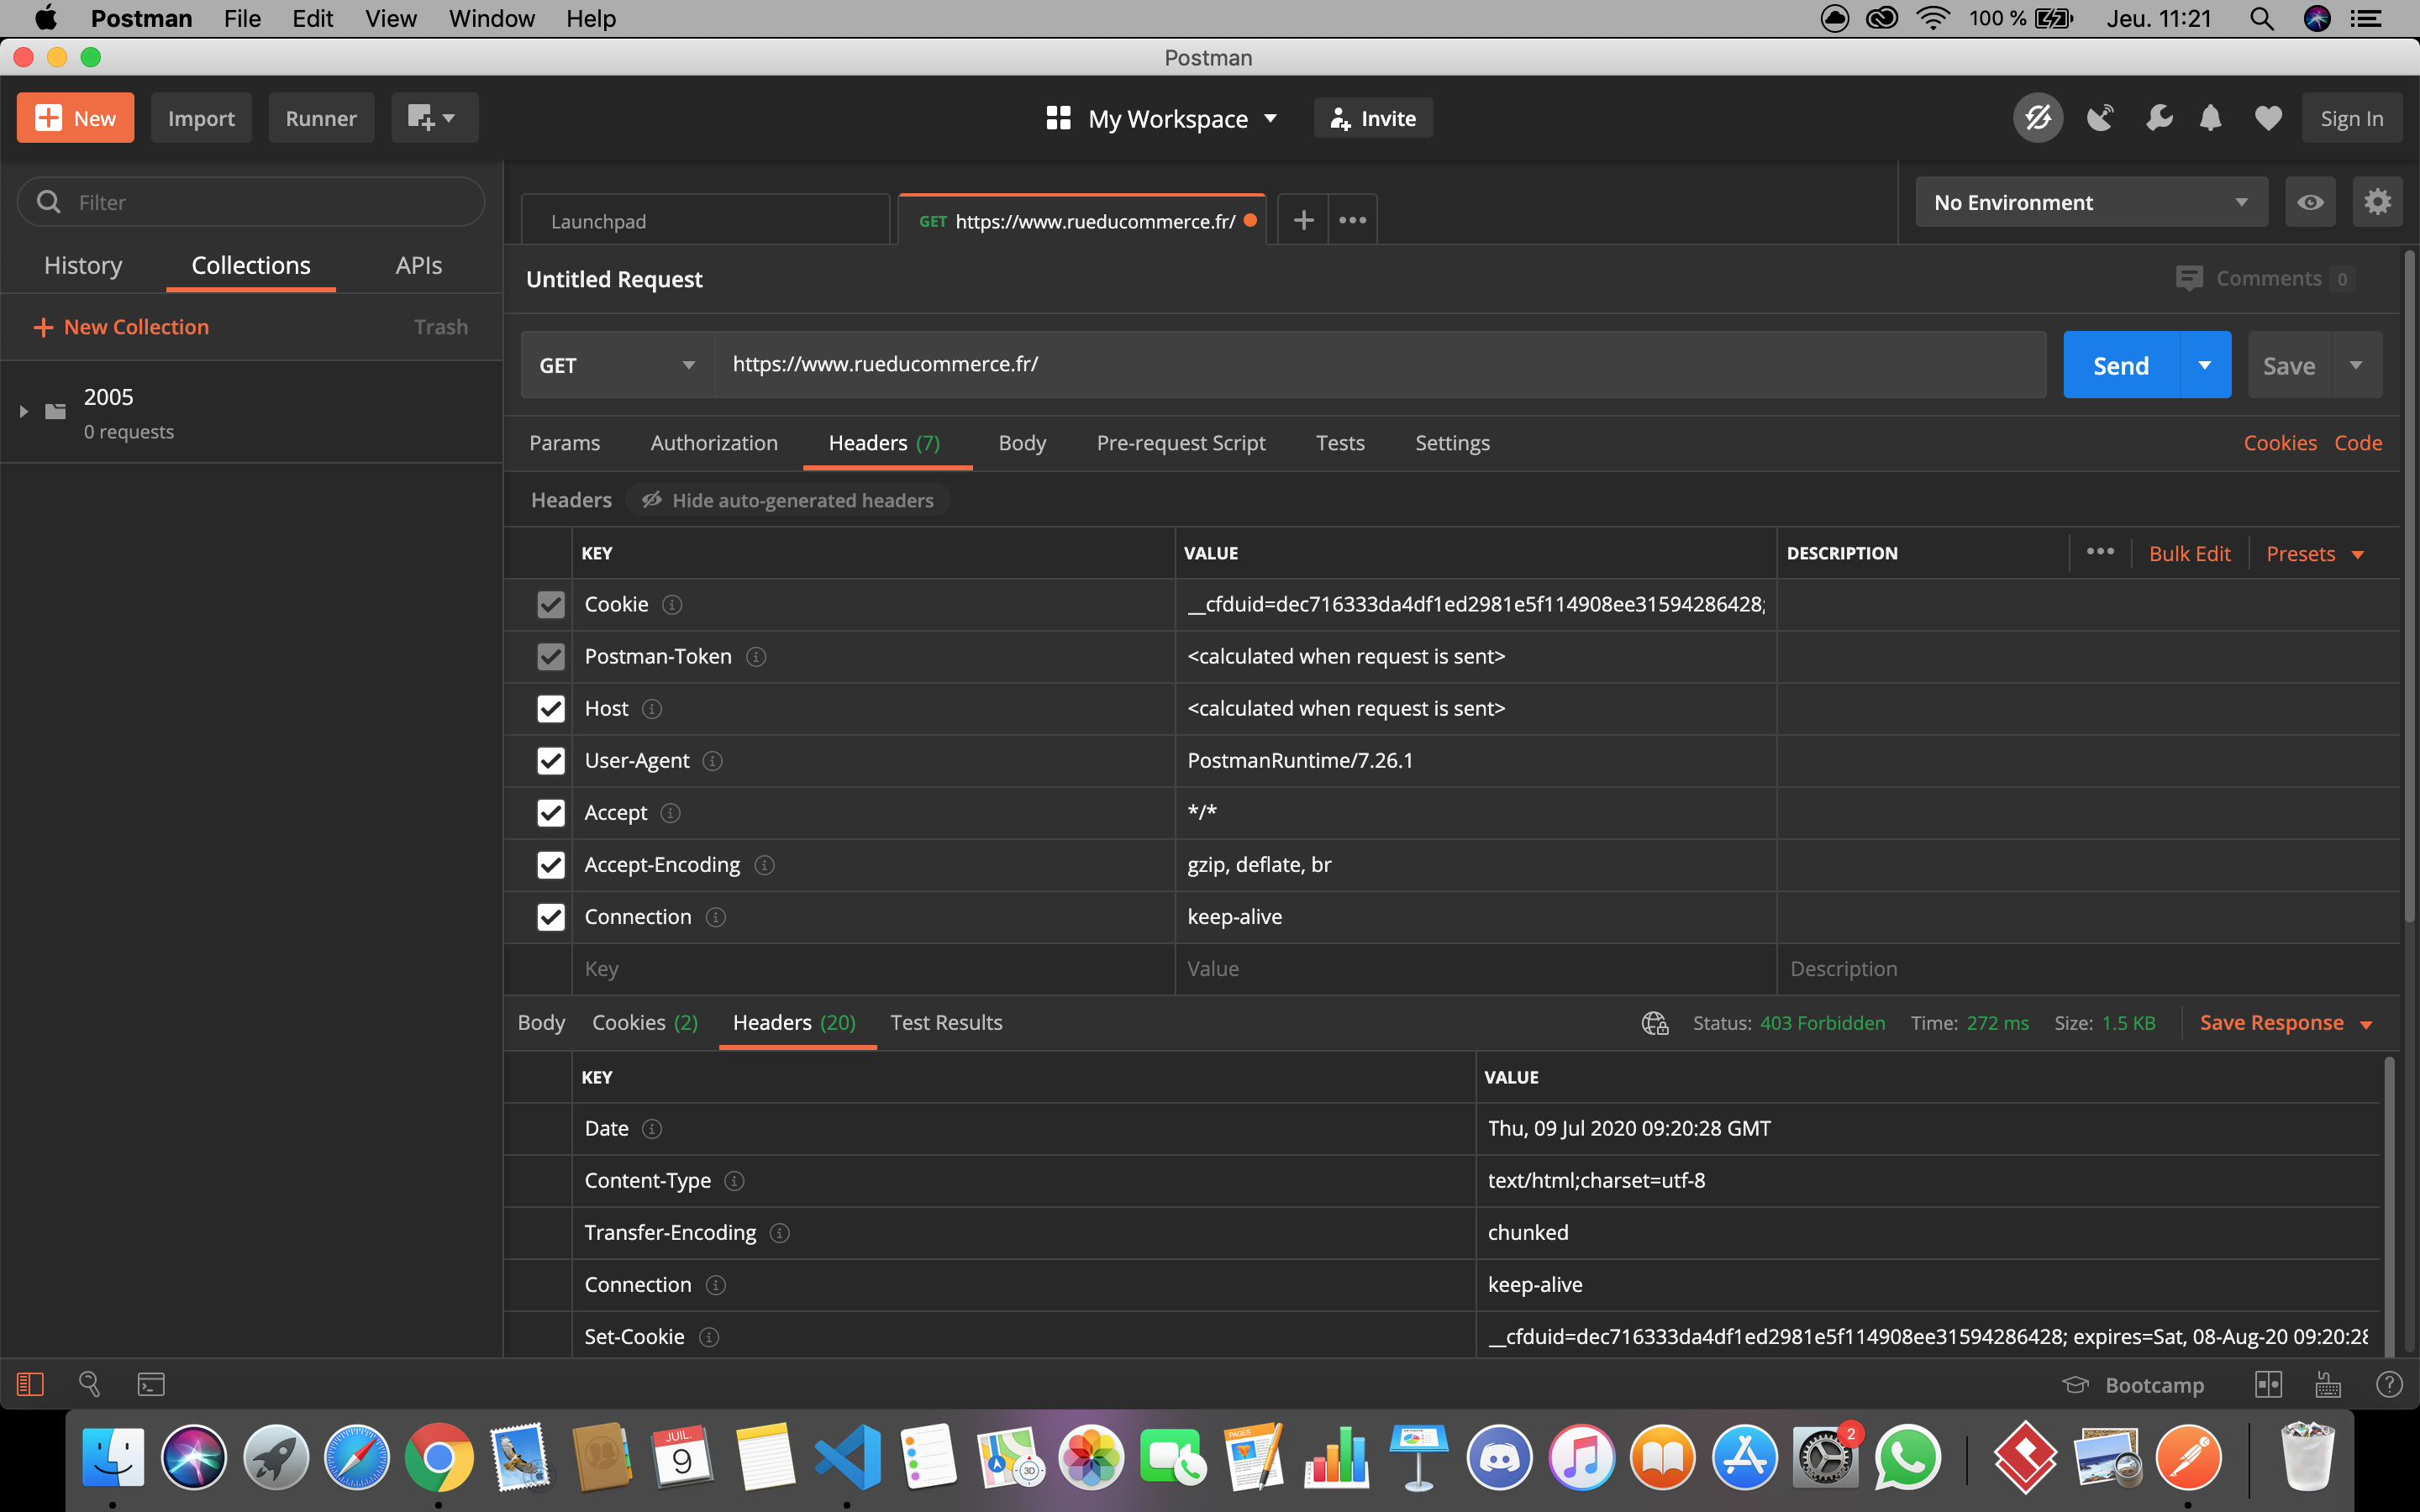 Postman File Edit View Window Help 100 % Jeu. 11:21
Postman
New Import Runner My Workspace Invite Sign In
Filter
Launchpad GET https://www.rueducommerce.fr/ No Environment
History Collections APIs
Untitled Request Comments 0
New Collection Trash
GET https://www.rueducommerce.fr/ Send Save
2005
0 requests
Params Authorization Headers (7) Body Pre-request Script Tests Settings Cookies Code
Headers Hide auto-generated headers
KEY VALUE DESCRIPTION Bulk Edit Presets
Cookie __cfduid=dec716333da4df1ed2981e5f114908ee31594286428;
Postman-Token <calculated when request is sent>
Host <calculated when request is sent>
User-Agent PostmanRuntime/7.26.1
Accept */*
Accept-Encoding gzip, deflate, br
Connection keep-alive
Key Value Description
Body Cookies (2) Headers (20) Test Results Status: 403 Forbidden Time: 272 ms Size: 1.5 KB Save Response
KEY VALUE
Date Thu, 09 Jul 2020 09:20:28 GMT
Content-Type text/html;charset=utf-8
Transfer-Encoding chunked
Connection keep-alive
Set-Cookie __cfduid=dec716333da4df1ed2981e5f114908ee31594286428; expires=Sat, 08-Aug-20 09:20:28
Bootcamp
JUIL.
9
3D
PAGES
2